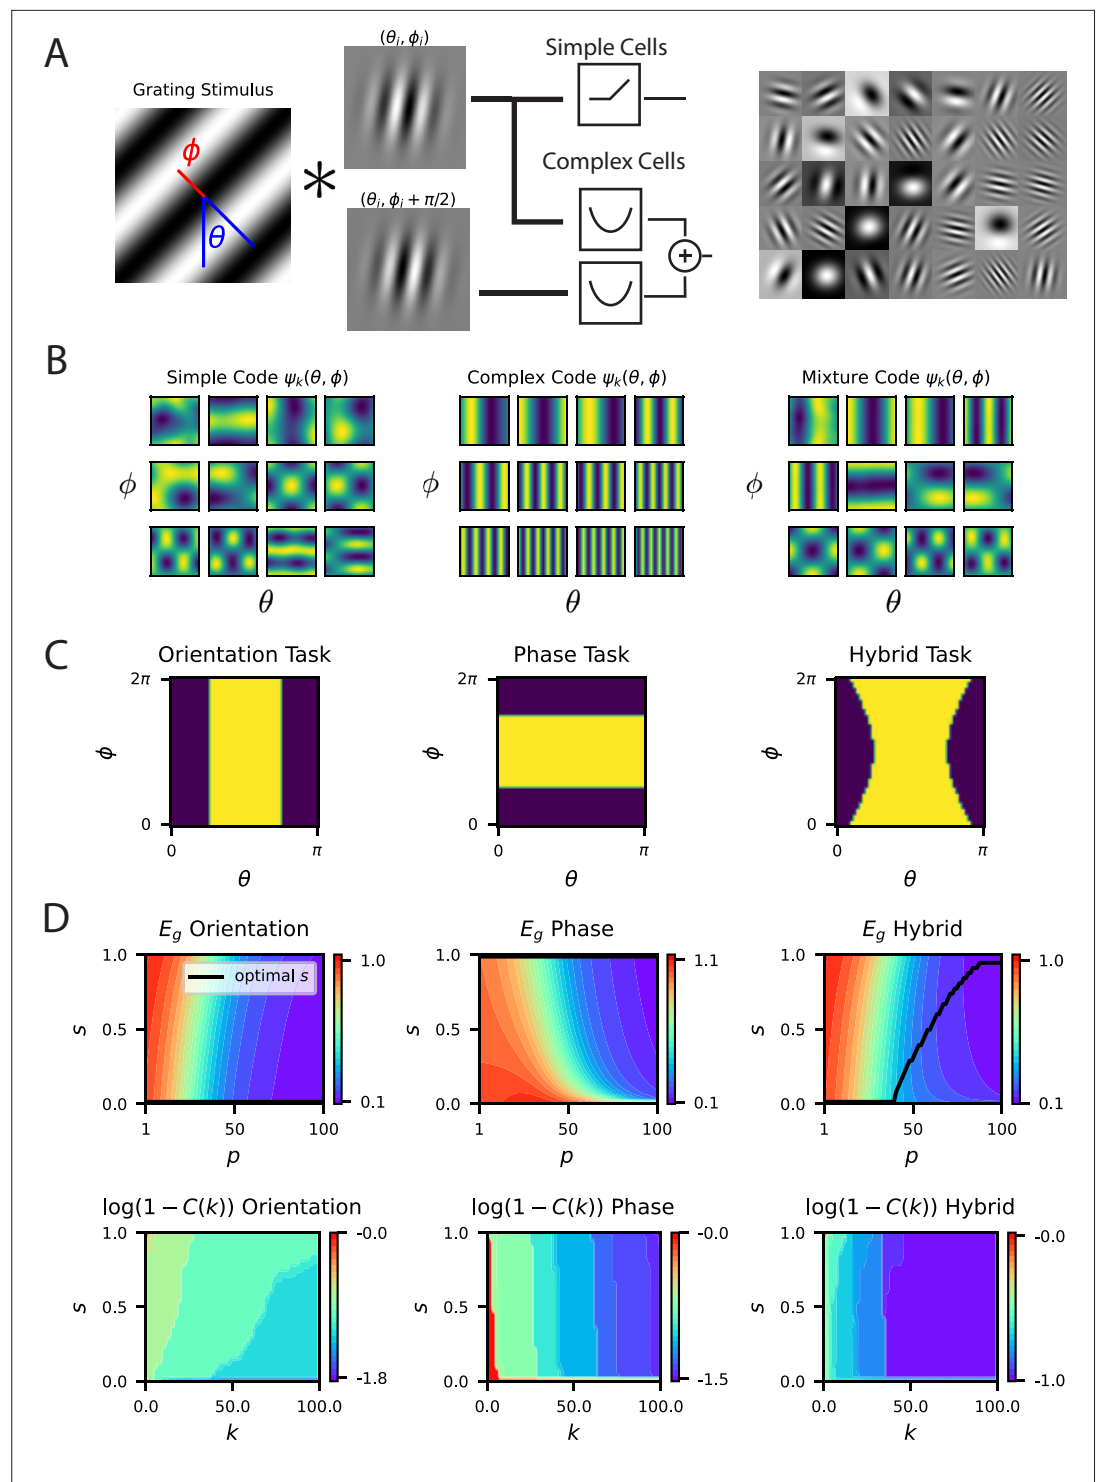 A
Grating Stimulus
ϕ
θ
*
(θᵢ, ϕᵢ)
(θᵢ, ϕᵢ + π/2)
Simple Cells
Complex Cells
+
B
Simple Code ψₖ(θ, ϕ)
Complex Code ψₖ(θ, ϕ)
Mixture Code ψₖ(θ, ϕ)
ϕ
ϕ
ϕ
θ
θ
θ
C
Orientation Task
Phase Task
Hybrid Task
2π
2π
2π
ϕ
ϕ
ϕ
0
0
0
0 π
0 π
0 π
θ
θ
θ
D
E_g Orientation
1.0
0.5
0.0
s
optimal s
1 50 100
p
1.0
0.1
E_g Phase
1.0
0.5
0.0
s
1 50 100
p
1.1
0.1
E_g Hybrid
1.0
0.5
0.0
s
1 50 100
p
1.0
0.1
log(1 − C(k)) Orientation
1.0
0.5
0.0
s
0.0 50.0 100.0
k
-0.0
-1.8
log(1 − C(k)) Phase
1.0
0.5
0.0
s
0.0 50.0 100.0
k
-0.0
-1.5
log(1 − C(k)) Hybrid
1.0
0.5
0.0
s
0.0 50.0 100.0
k
-0.0
-1.0